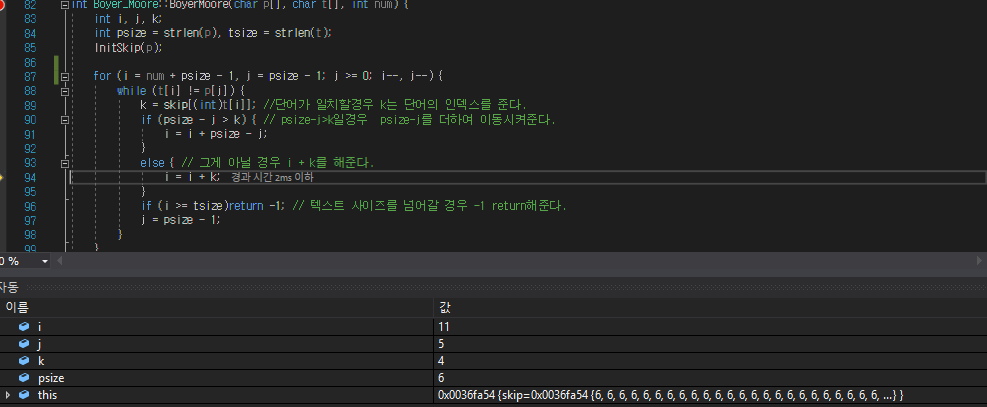 82 int Boyer_Moore::BoyerMoore(char p[], char t[], int num) {
83 int i, j, k;
84 int psize = strlen(p), tsize = strlen(t);
85 InitSkip(p);
86
87 for (i = num + psize - 1, j = psize - 1; j >= 0; i--, j--) {
88 while (t[i] != p[j]) {
89 k = skip[(int)t[i]]; //단어가 일치할경우 k는 단어의 인덱스를 준다.
90 if (psize - j > k) { // psize-j>k일경우 psize-j를 더하여 이동시켜준다.
91 i = i + psize - j;
92 }
93 else { // 그게 아닐 경우 i + k를 해준다.
94 i = i + k; 경과 시간 2ms 이하
95 }
96 if (i >= tsize)return -1; // 텍스트 사이즈를 넘어갈 경우 -1 return해준다.
97 j = psize - 1;
98 }
99 }
0 %
자동
이름 값
i 11
j 5
k 4
psize 6
this 0x0036fa54 {skip=0x0036fa54 {6, 6, 6, 6, 6, 6, 6, 6, 6, 6, 6, 6, 6, 6, 6, 6, 6, 6, 6, 6, 6, 6, 6, 6, ...} }